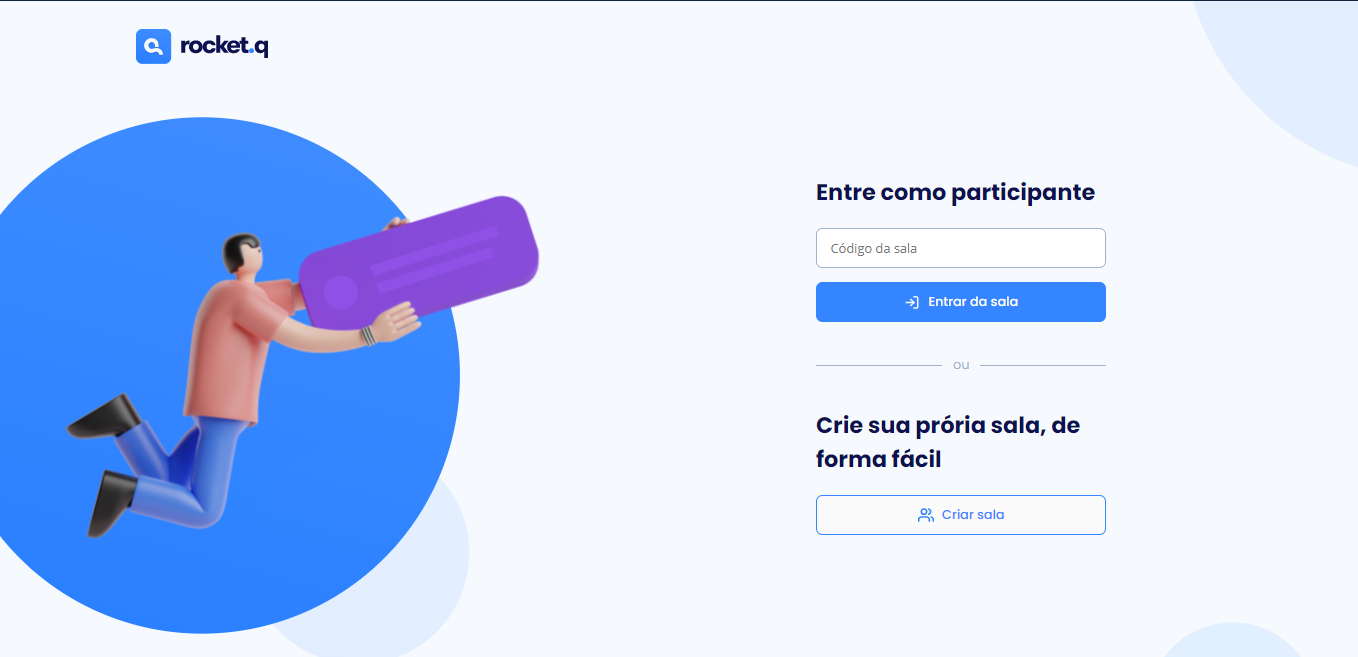 rocket.q
Entre como participante
Código da sala
Entrar da sala
ou
Crie sua prória sala, de
forma fácil
Criar sala